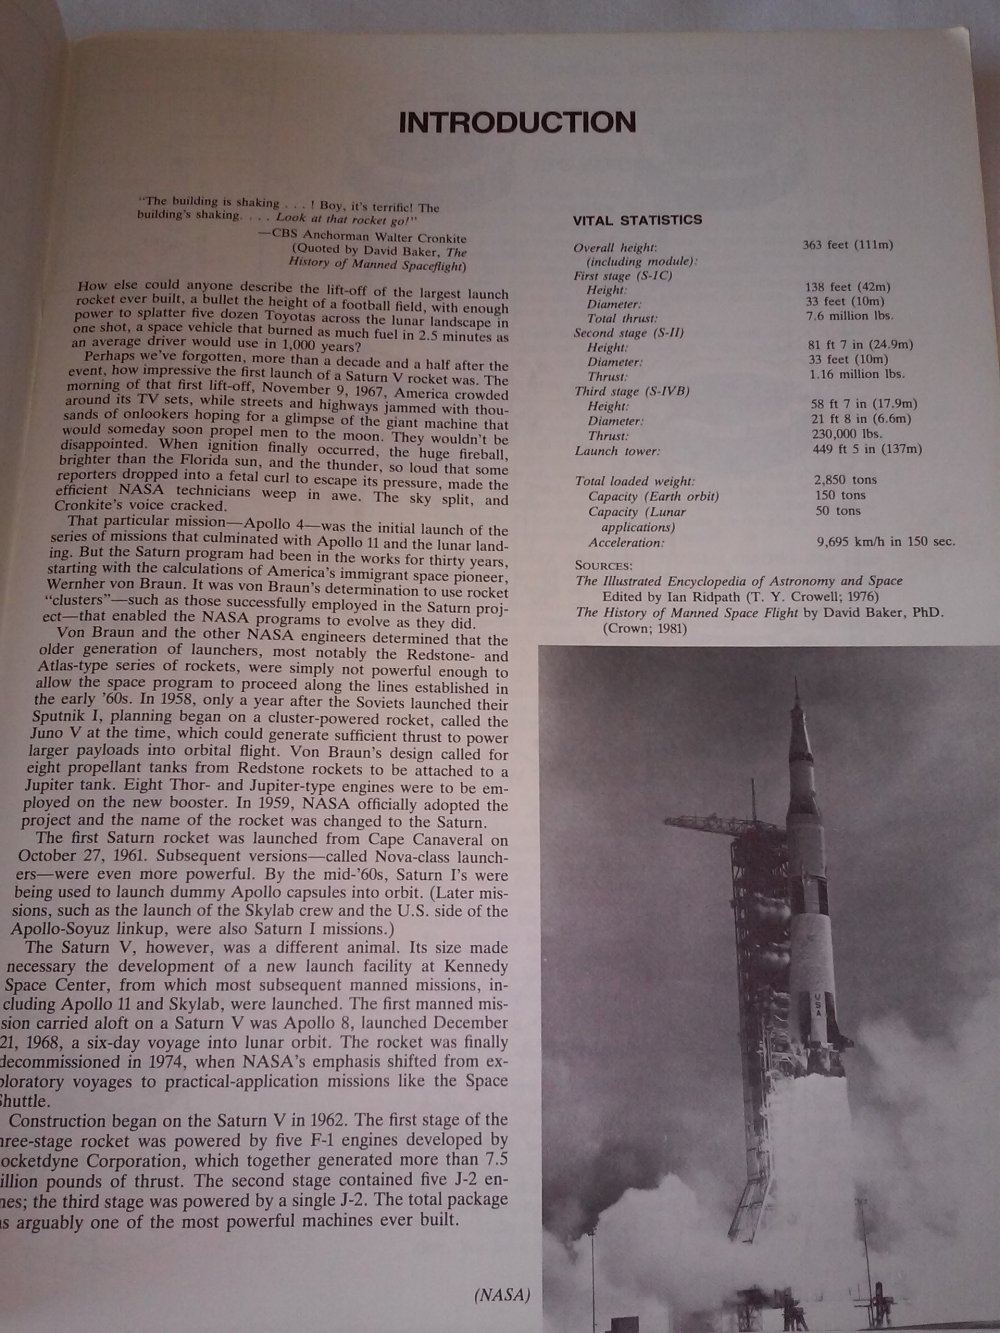 INTRODUCTION
"The building is shaking . . . ! Boy, it's terrific! The
building's shaking. . . . Look at that rocket go!"
—CBS Anchorman Walter Cronkite
(Quoted by David Baker, The
History of Manned Spaceflight)
How else could anyone describe the lift-off of the largest launch
rocket ever built, a bullet the height of a football field, with enough
power to splatter five dozen Toyotas across the lunar landscape in
one shot, a space vehicle that burned as much fuel in 2.5 minutes as
an average driver would use in 1,000 years?
Perhaps we've forgotten, more than a decade and a half after the
event, how impressive the first launch of a Saturn V rocket was. The
morning of that first lift-off, November 9, 1967, America crowded
around its TV sets, while streets and highways jammed with thou-
sands of onlookers hoping for a glimpse of the giant machine that
would someday soon propel men to the moon. They wouldn't be
disappointed. When ignition finally occurred, the huge fireball,
brighter than the Florida sun, and the thunder, so loud that some
reporters dropped into a fetal curl to escape its pressure, made the
efficient NASA technicians weep in awe. The sky split, and
Cronkite's voice cracked.
That particular mission—Apollo 4—was the initial launch of the
series of missions that culminated with Apollo 11 and the lunar land-
ing. But the Saturn program had been in the works for thirty years,
starting with the calculations of America's immigrant space pioneer,
Wernher von Braun. It was von Braun's determination to use rocket
"clusters"—such as those successfully employed in the Saturn proj-
ect—that enabled the NASA programs to evolve as they did.
Von Braun and the other NASA engineers determined that the
older generation of launchers, most notably the Redstone- and
Atlas-type series of rockets, were simply not powerful enough to
allow the space program to proceed along the lines established in
the early '60s. In 1958, only a year after the Soviets launched their
Sputnik I, planning began on a cluster-powered rocket, called the
Juno V at the time, which could generate sufficient thrust to power
larger payloads into orbital flight. Von Braun's design called for
eight propellant tanks from Redstone rockets to be attached to a
Jupiter tank. Eight Thor- and Jupiter-type engines were to be em-
ployed on the new booster. In 1959, NASA officially adopted the
project and the name of the rocket was changed to the Saturn.
The first Saturn rocket was launched from Cape Canaveral on
October 27, 1961. Subsequent versions—called Nova-class launch-
ers—were even more powerful. By the mid-'60s, Saturn I's were
being used to launch dummy Apollo capsules into orbit. (Later mis-
sions, such as the launch of the Skylab crew and the U.S. side of the
Apollo-Soyuz linkup, were also Saturn I missions.)
The Saturn V, however, was a different animal. Its size made
necessary the development of a new launch facility at Kennedy
Space Center, from which most subsequent manned missions, in-
cluding Apollo 11 and Skylab, were launched. The first manned mis-
sion carried aloft on a Saturn V was Apollo 8, launched December
21, 1968, a six-day voyage into lunar orbit. The rocket was finally
decommissioned in 1974, when NASA's emphasis shifted from ex-
ploratory voyages to practical-application missions like the Space
Shuttle.
Construction began on the Saturn V in 1962. The first stage of the
hree-stage rocket was powered by five F-1 engines developed by
ocketdyne Corporation, which together generated more than 7.5
illion pounds of thrust. The second stage contained five J-2 en-
nes; the third stage was powered by a single J-2. The total package
is arguably one of the most powerful machines ever built.
(NASA)
VITAL STATISTICS
Overall height: 363 feet (111m)
(including module):
First stage (S-IC)
Height: 138 feet (42m)
Diameter: 33 feet (10m)
Total thrust: 7.6 million lbs.
Second stage (S-II)
Height: 81 ft 7 in (24.9m)
Diameter: 33 feet (10m)
Thrust: 1.16 million lbs.
Third stage (S-IVB)
Height: 58 ft 7 in (17.9m)
Diameter: 21 ft 8 in (6.6m)
Thrust: 230,000 lbs.
Launch tower: 449 ft 5 in (137m)
Total loaded weight: 2,850 tons
Capacity (Earth orbit) 150 tons
Capacity (Lunar 50 tons
applications)
Acceleration: 9,695 km/h in 150 sec.
SOURCES:
The Illustrated Encyclopedia of Astronomy and Space
Edited by Ian Ridpath (T. Y. Crowell; 1976)
The History of Manned Space Flight by David Baker, PhD.
(Crown; 1981)
USA